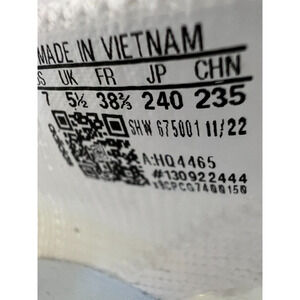 MADE IN VIETNAM
US UK FR JP CHN
7 5½ 38⅔ 240 235
SHW 675001 11/22
A:HQ4465
#130922444